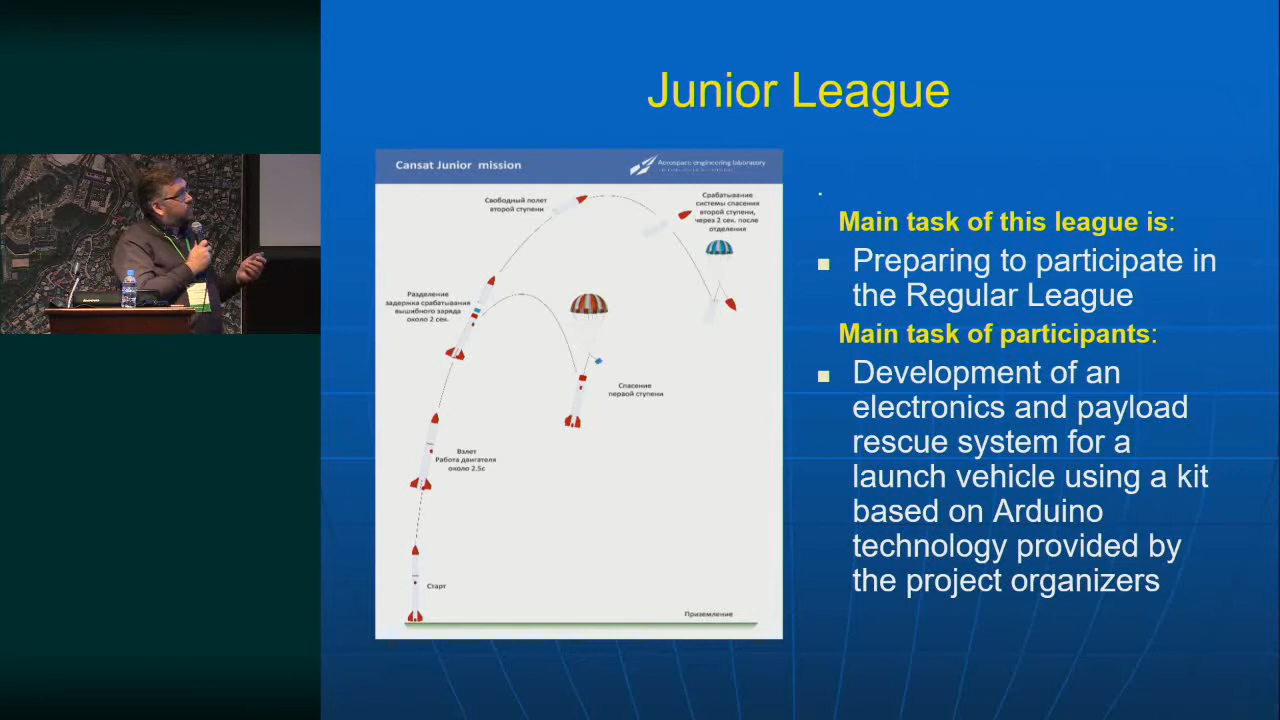 Junior League
Cansat Junior mission
Aerospace engineering laboratory
Свободный полет
второй ступени
Срабатывание
системы спасения
второй ступени,
через 2 сек. после
отделения
Разделение
задержка срабатывания
вышибного заряда
около 2 сек.
Спасение
первой ступени
Взлет
Работа двигателя
около 2.5с
Старт
Приземление
.
Main task of this league is:
Preparing to participate in
the Regular League
Main task of participants:
Development of an
electronics and payload
rescue system for a
launch vehicle using a kit
based on Arduino
technology provided by
the project organizers